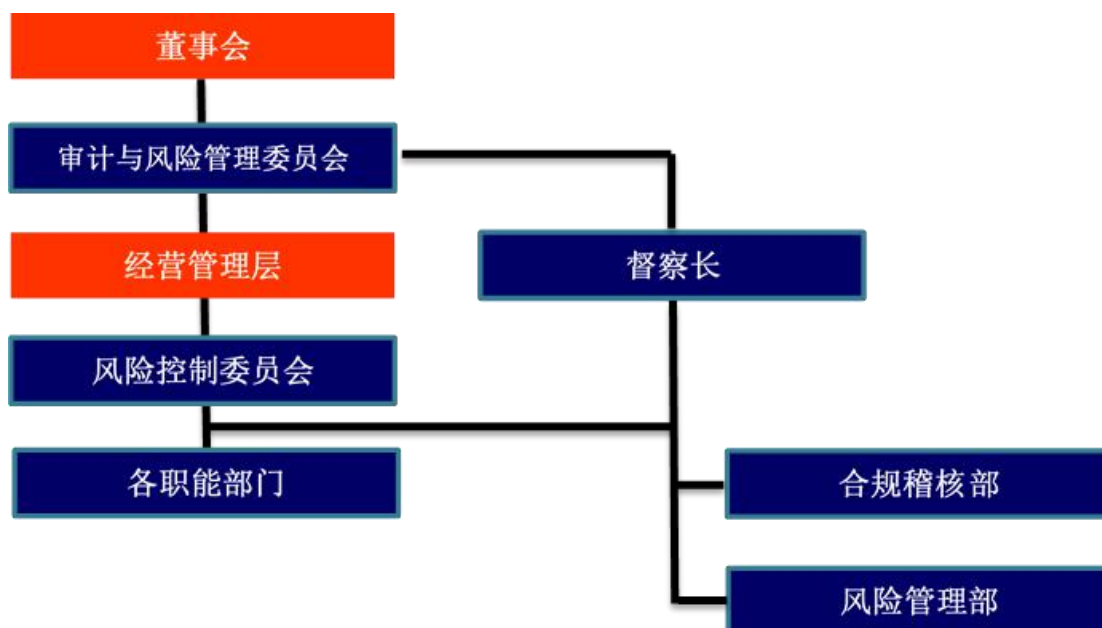 董事会
审计与风险管理委员会
经营管理层
督察长
风险控制委员会
各职能部门
合规稽核部
风险管理部